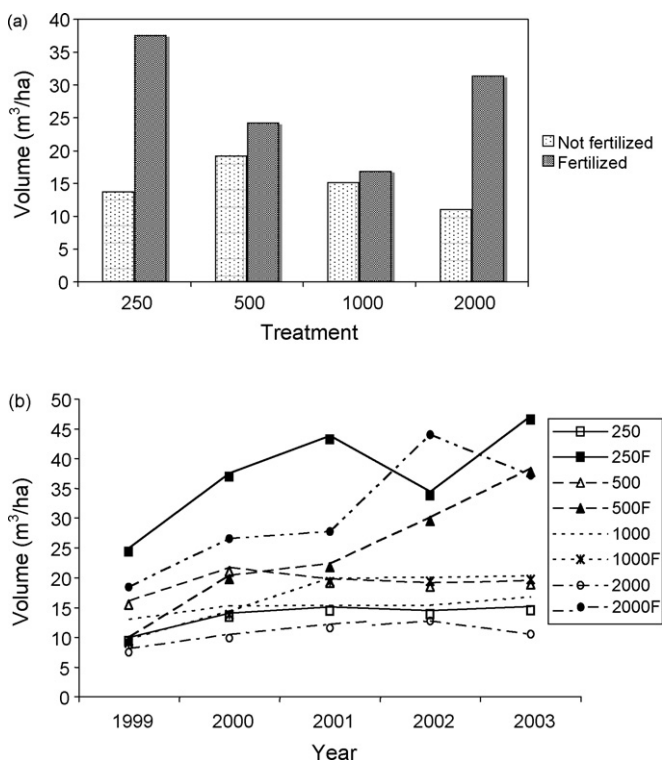 (a)
40
35
30
25
20
15
10
5
0
Volume (m³/ha)
250 500 1000 2000
Treatment
Not fertilized
Fertilized
(b)
50
45
40
35
30
25
20
15
10
5
0
Volume (m³/ha)
1999 2000 2001 2002 2003
Year
250
250F
500
500F
1000
1000F
2000
2000F